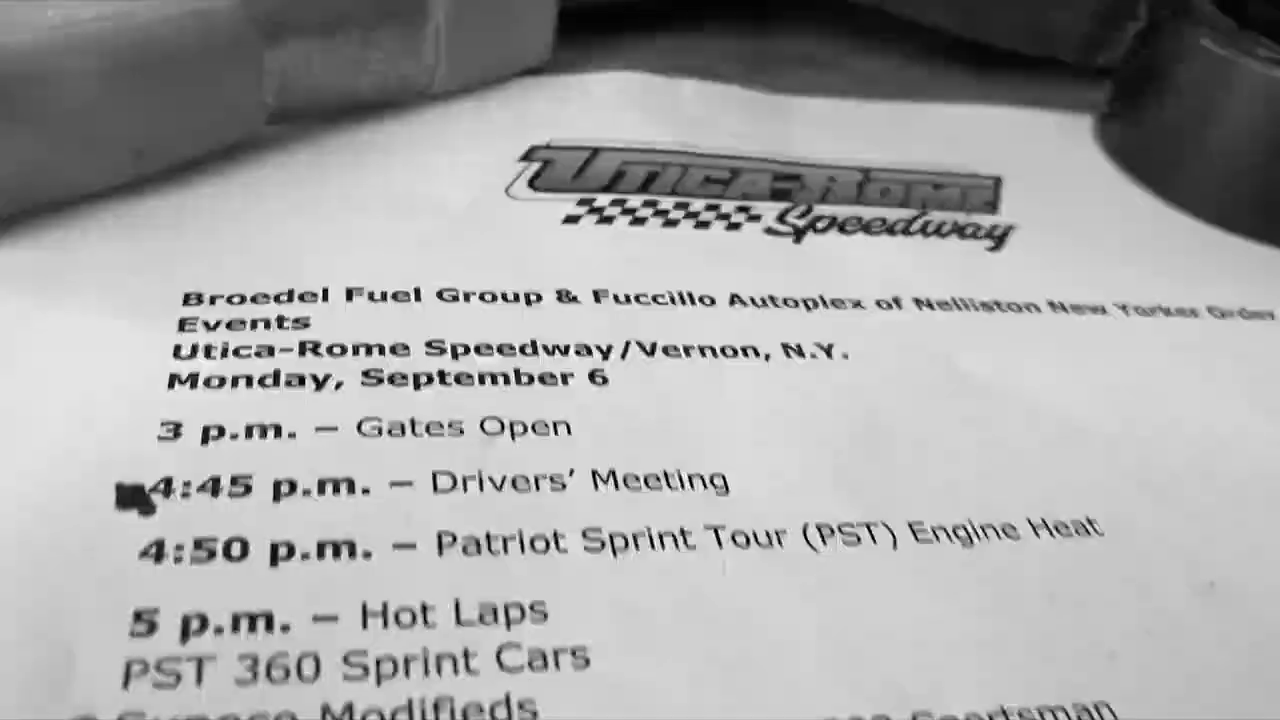 UTICA-ROME
Speedway
Broedel Fuel Group & Fuccillo Autoplex of Nelliston New Yorker Order
Events
Utica-Rome Speedway/Vernon, N.Y.
Monday, September 6
3 p.m. – Gates Open
4:45 p.m. – Drivers’ Meeting
4:50 p.m. – Patriot Sprint Tour (PST) Engine Heat
5 p.m. – Hot Laps
PST 360 Sprint Cars
Modifieds Sportsman